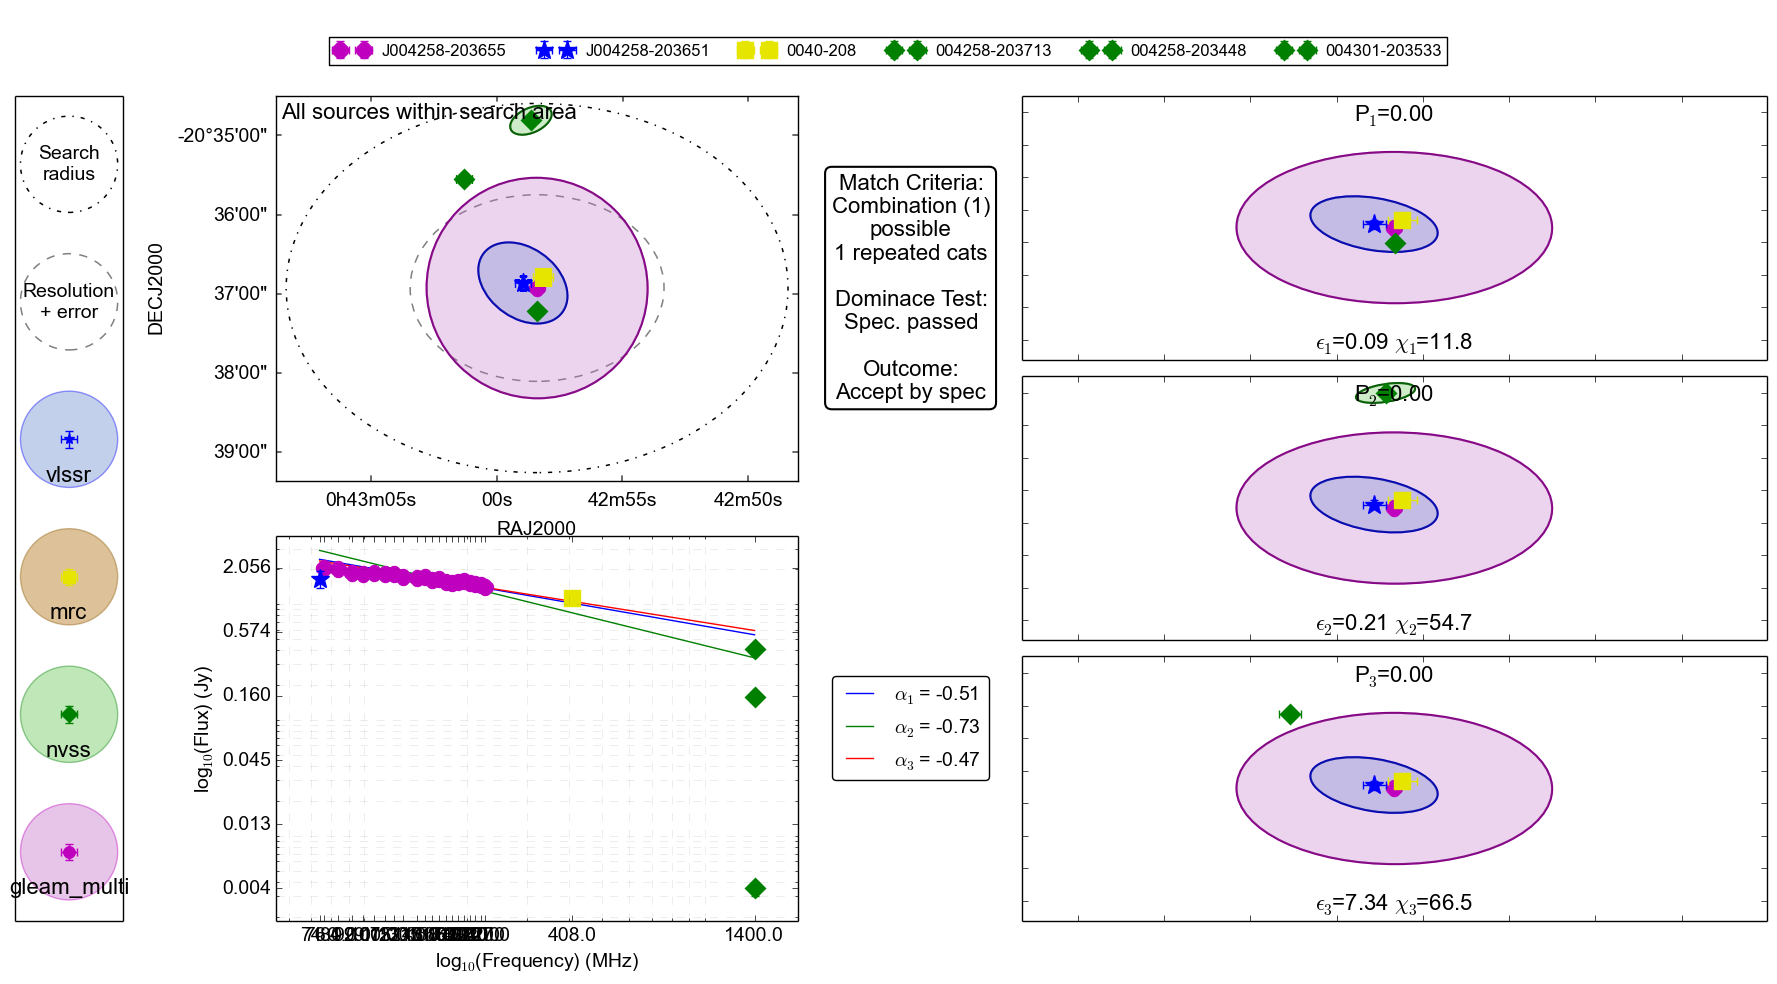 J004258-203655 J004258-203651 0040-208 004258-203713 004258-203448 004301-203533
Search
radius
Resolution
+ error
vlssr
mrc
nvss
gleam_multi
All sources within search area
DECJ2000
-20°35'00"
36'00"
37'00"
38'00"
39'00"
0h43m05s 00s 42m55s 42m50s
RAJ2000
log10(Flux) (Jy)
2.056
0.574
0.160
0.045
0.013
0.004
408.0 1400.0
log10(Frequency) (MHz)
Match Criteria:
Combination (1)
possible
1 repeated cats
Dominace Test:
Spec. passed
Outcome:
Accept by spec
α1 = -0.51
α2 = -0.73
α3 = -0.47
P1=0.00
ϵ1=0.09 χ1=11.8
P2=0.00
ϵ2=0.21 χ2=54.7
P3=0.00
ϵ3=7.34 χ3=66.5